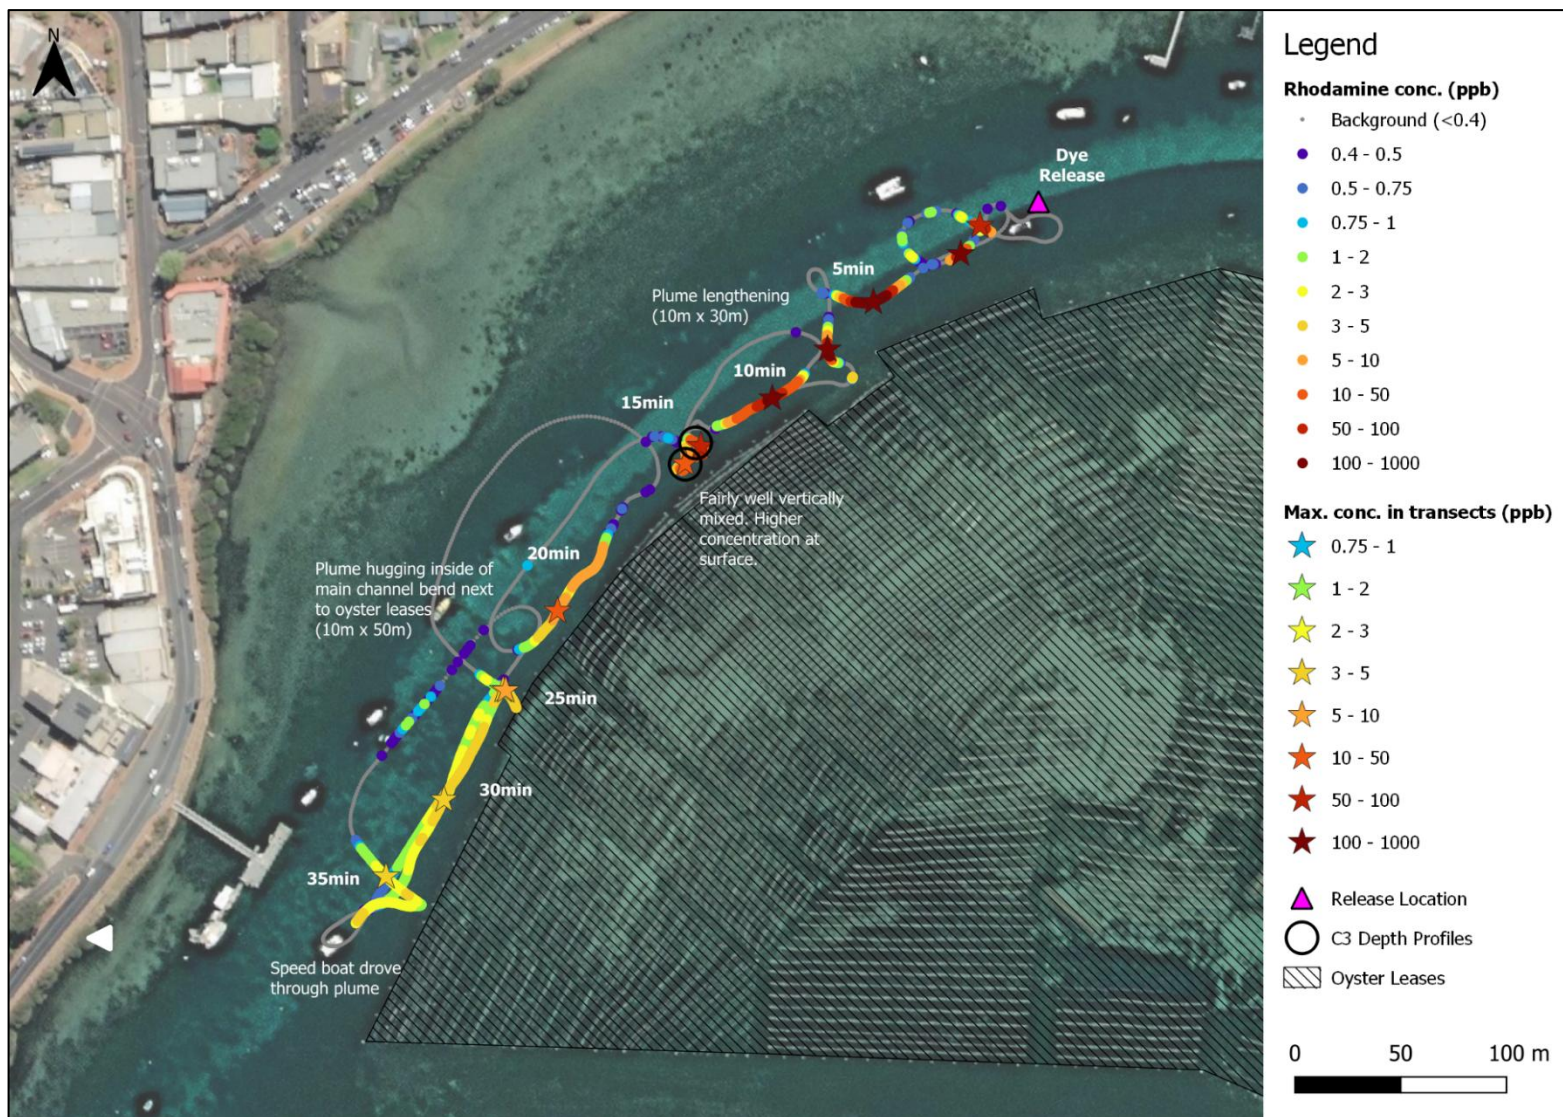 N
Dye
Release
5min
Plume lengthening
(10m x 30m)
10min
15min
Fairly well vertically
mixed. Higher
concentration at
surface.
20min
Plume hugging inside of
main channel bend next
to oyster leases
(10m x 50m)
25min
30min
35min
Speed boat drove
through plume
Legend
Rhodamine conc. (ppb)
Background (<0.4)
0.4 - 0.5
0.5 - 0.75
0.75 - 1
1 - 2
2 - 3
3 - 5
5 - 10
10 - 50
50 - 100
100 - 1000
Max. conc. in transects (ppb)
0.75 - 1
1 - 2
2 - 3
3 - 5
5 - 10
10 - 50
50 - 100
100 - 1000
Release Location
C3 Depth Profiles
Oyster Leases
0 50 100 m